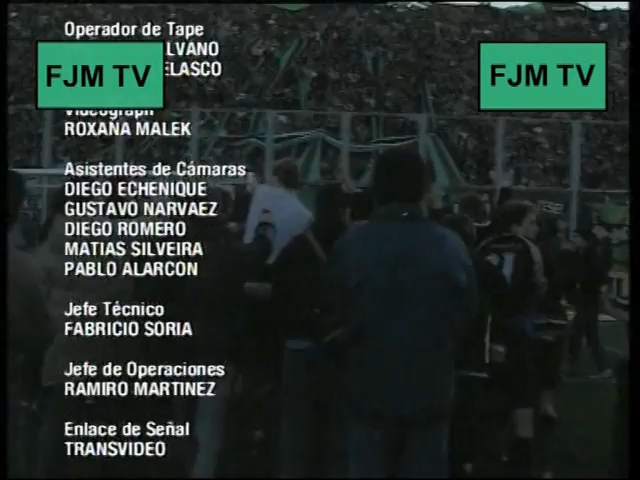 Operador de Tape
LVANO
ELASCO
FJM TV
FJM TV
Videograph
ROXANA MALEK
Asistentes de Cámaras
DIEGO ECHENIQUE
GUSTAVO NARVAEZ
DIEGO ROMERO
MATIAS SILVEIRA
PABLO ALARCON
Jefe Técnico
FABRICIO SORIA
Jefe de Operaciones
RAMIRO MARTINEZ
Enlace de Señal
TRANSVIDEO